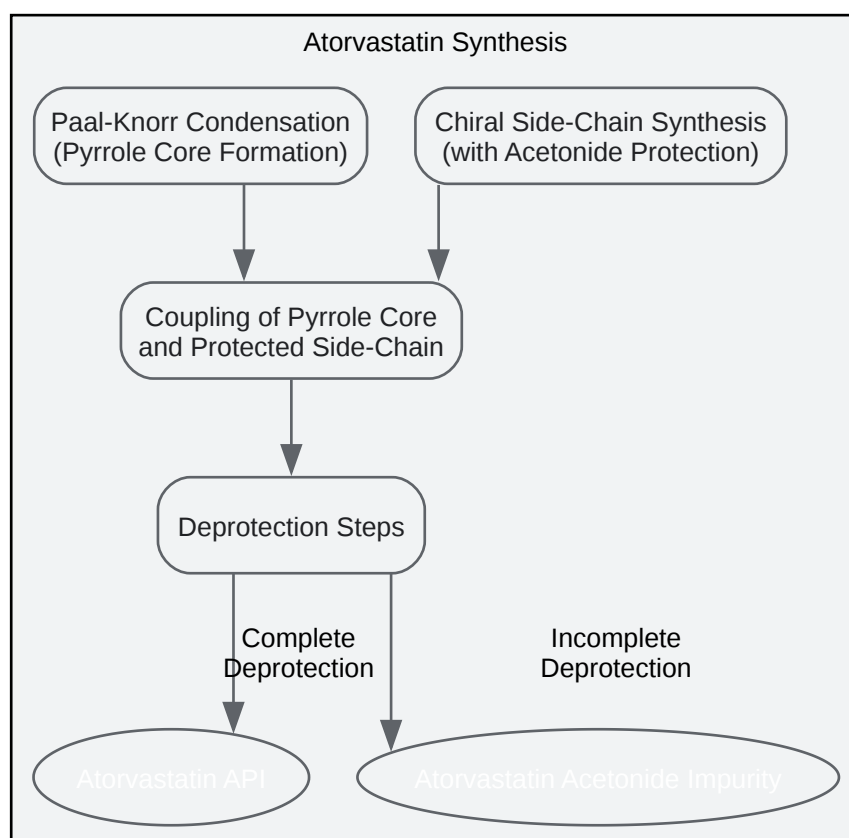 Atorvastatin Synthesis
Paal-Knorr Condensation
(Pyrrole Core Formation)
Chiral Side-Chain Synthesis
(with Acetonide Protection)
Coupling of Pyrrole Core
and Protected Side-Chain
Deprotection Steps
Complete
Deprotection
Incomplete
Deprotection
Atorvastatin API
Atorvastatin Acetonide Impurity